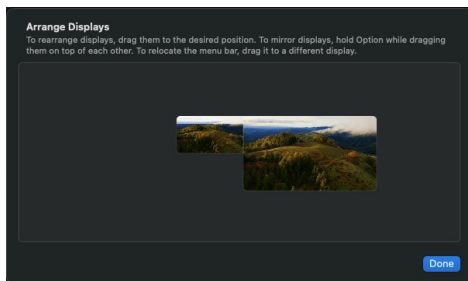 Arrange Displays
To rearrange displays, drag them to the desired position. To mirror displays, hold Option while dragging
them on top of each other. To relocate the menu bar, drag it to a different display.
Done